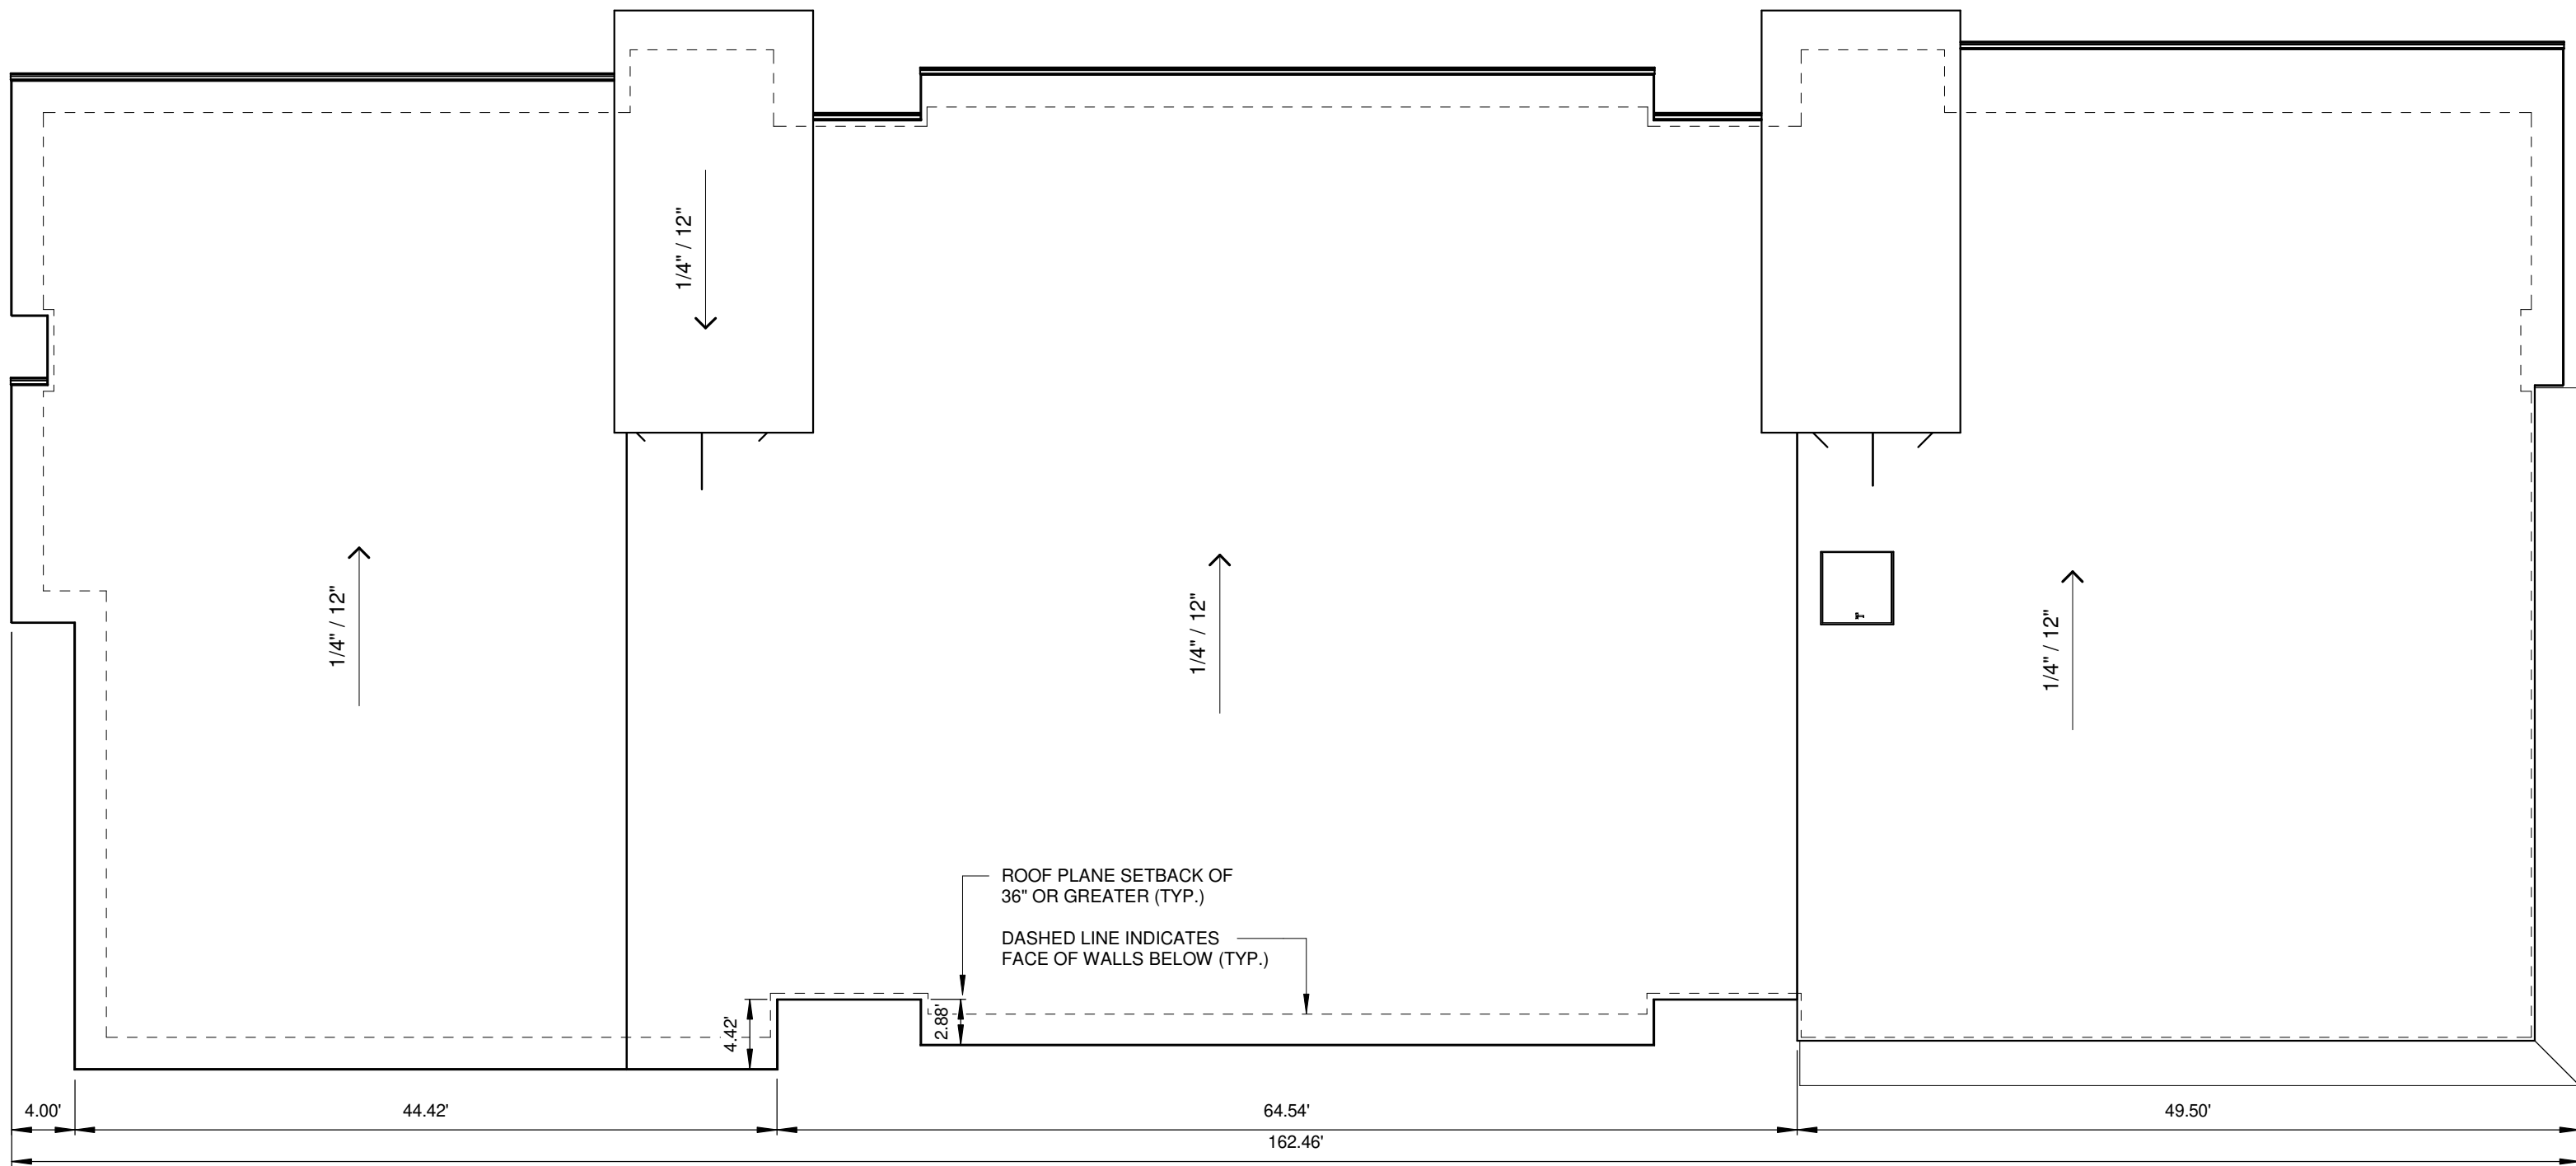 1/4" / 12"
1/4" / 12"
1/4" / 12"
1/4" / 12"
ROOF PLANE SETBACK OF
36" OR GREATER (TYP.)
DASHED LINE INDICATES
FACE OF WALLS BELOW (TYP.)
4.42'
2.88'
4.00'
44.42'
64.54'
49.50'
162.46'